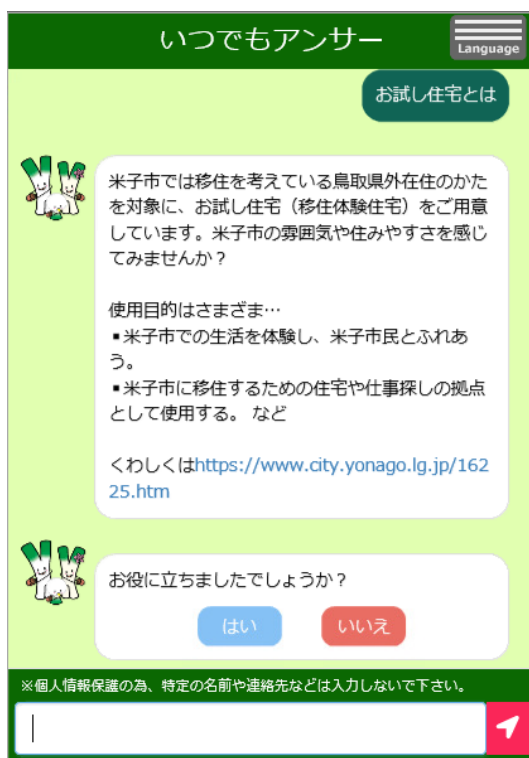 いつでもアンサー
Language
お試し住宅とは
米子市では移住を考えている鳥取県外在住のかた
を対象に、お試し住宅（移住体験住宅）をご用意
しています。米子市の雰囲気や住みやすさを感じ
てみませんか？
使用目的はさまざま…
▪米子市での生活を体験し、米子市民とふれあ
う。
▪米子市に移住するための住宅や仕事探しの拠点
として使用する。 など
くわしくはhttps://www.city.yonago.lg.jp/162
25.htm
お役に立ちましたでしょうか？
はい
いいえ
※個人情報保護の為、特定の名前や連絡先などは入力しないで下さい。